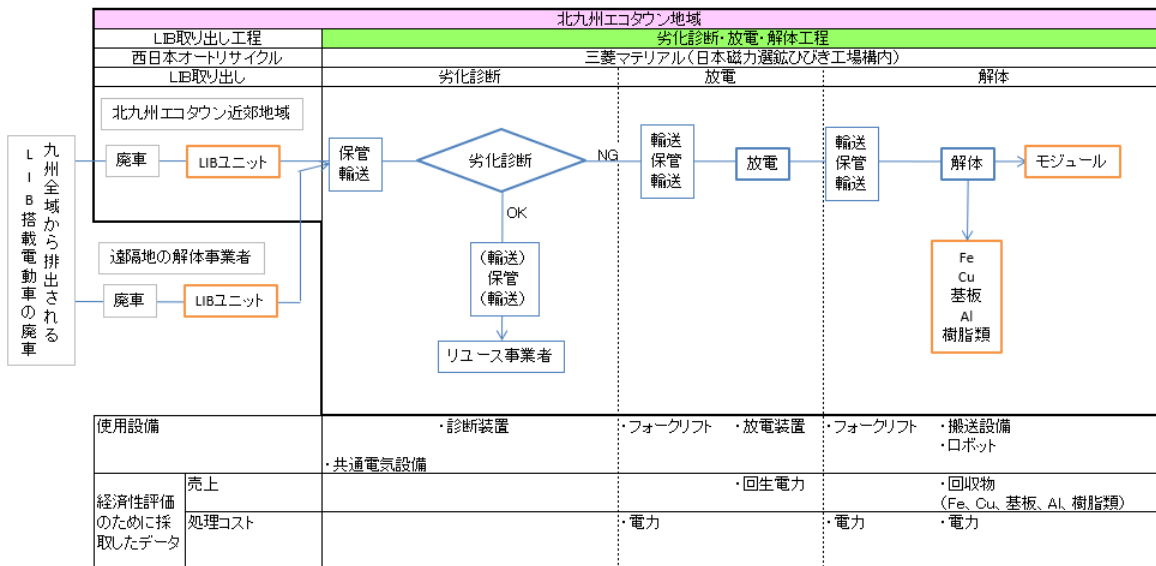 北九州エコタウン地域
LIB取り出し工程
劣化診断・放電・解体工程
西日本オートリサイクル
三菱マテリアル(日本磁力選鉱ひびき工場構内)
LIB取り出し
劣化診断
放電
解体
九州全域から排出される
LIB搭載電動車の廃車
北九州エコタウン近郊地域
廃車
LIBユニット
保管
輸送
劣化診断
NG
輸送
保管
輸送
放電
輸送
保管
輸送
解体
モジュール
OK
遠隔地の解体事業者
廃車
LIBユニット
(輸送)
保管
(輸送)
リユース事業者
Fe
Cu
基板
Al
樹脂類
使用設備
・診断装置
・フォークリフト
・放電装置
・フォークリフト
・搬送設備
・ロボット
・共通電気設備
経済性評価
のために採
取したデータ
売上
・回生電力
・回収物
(Fe、Cu、基板、Al、樹脂類)
処理コスト
・電力
・電力
・電力